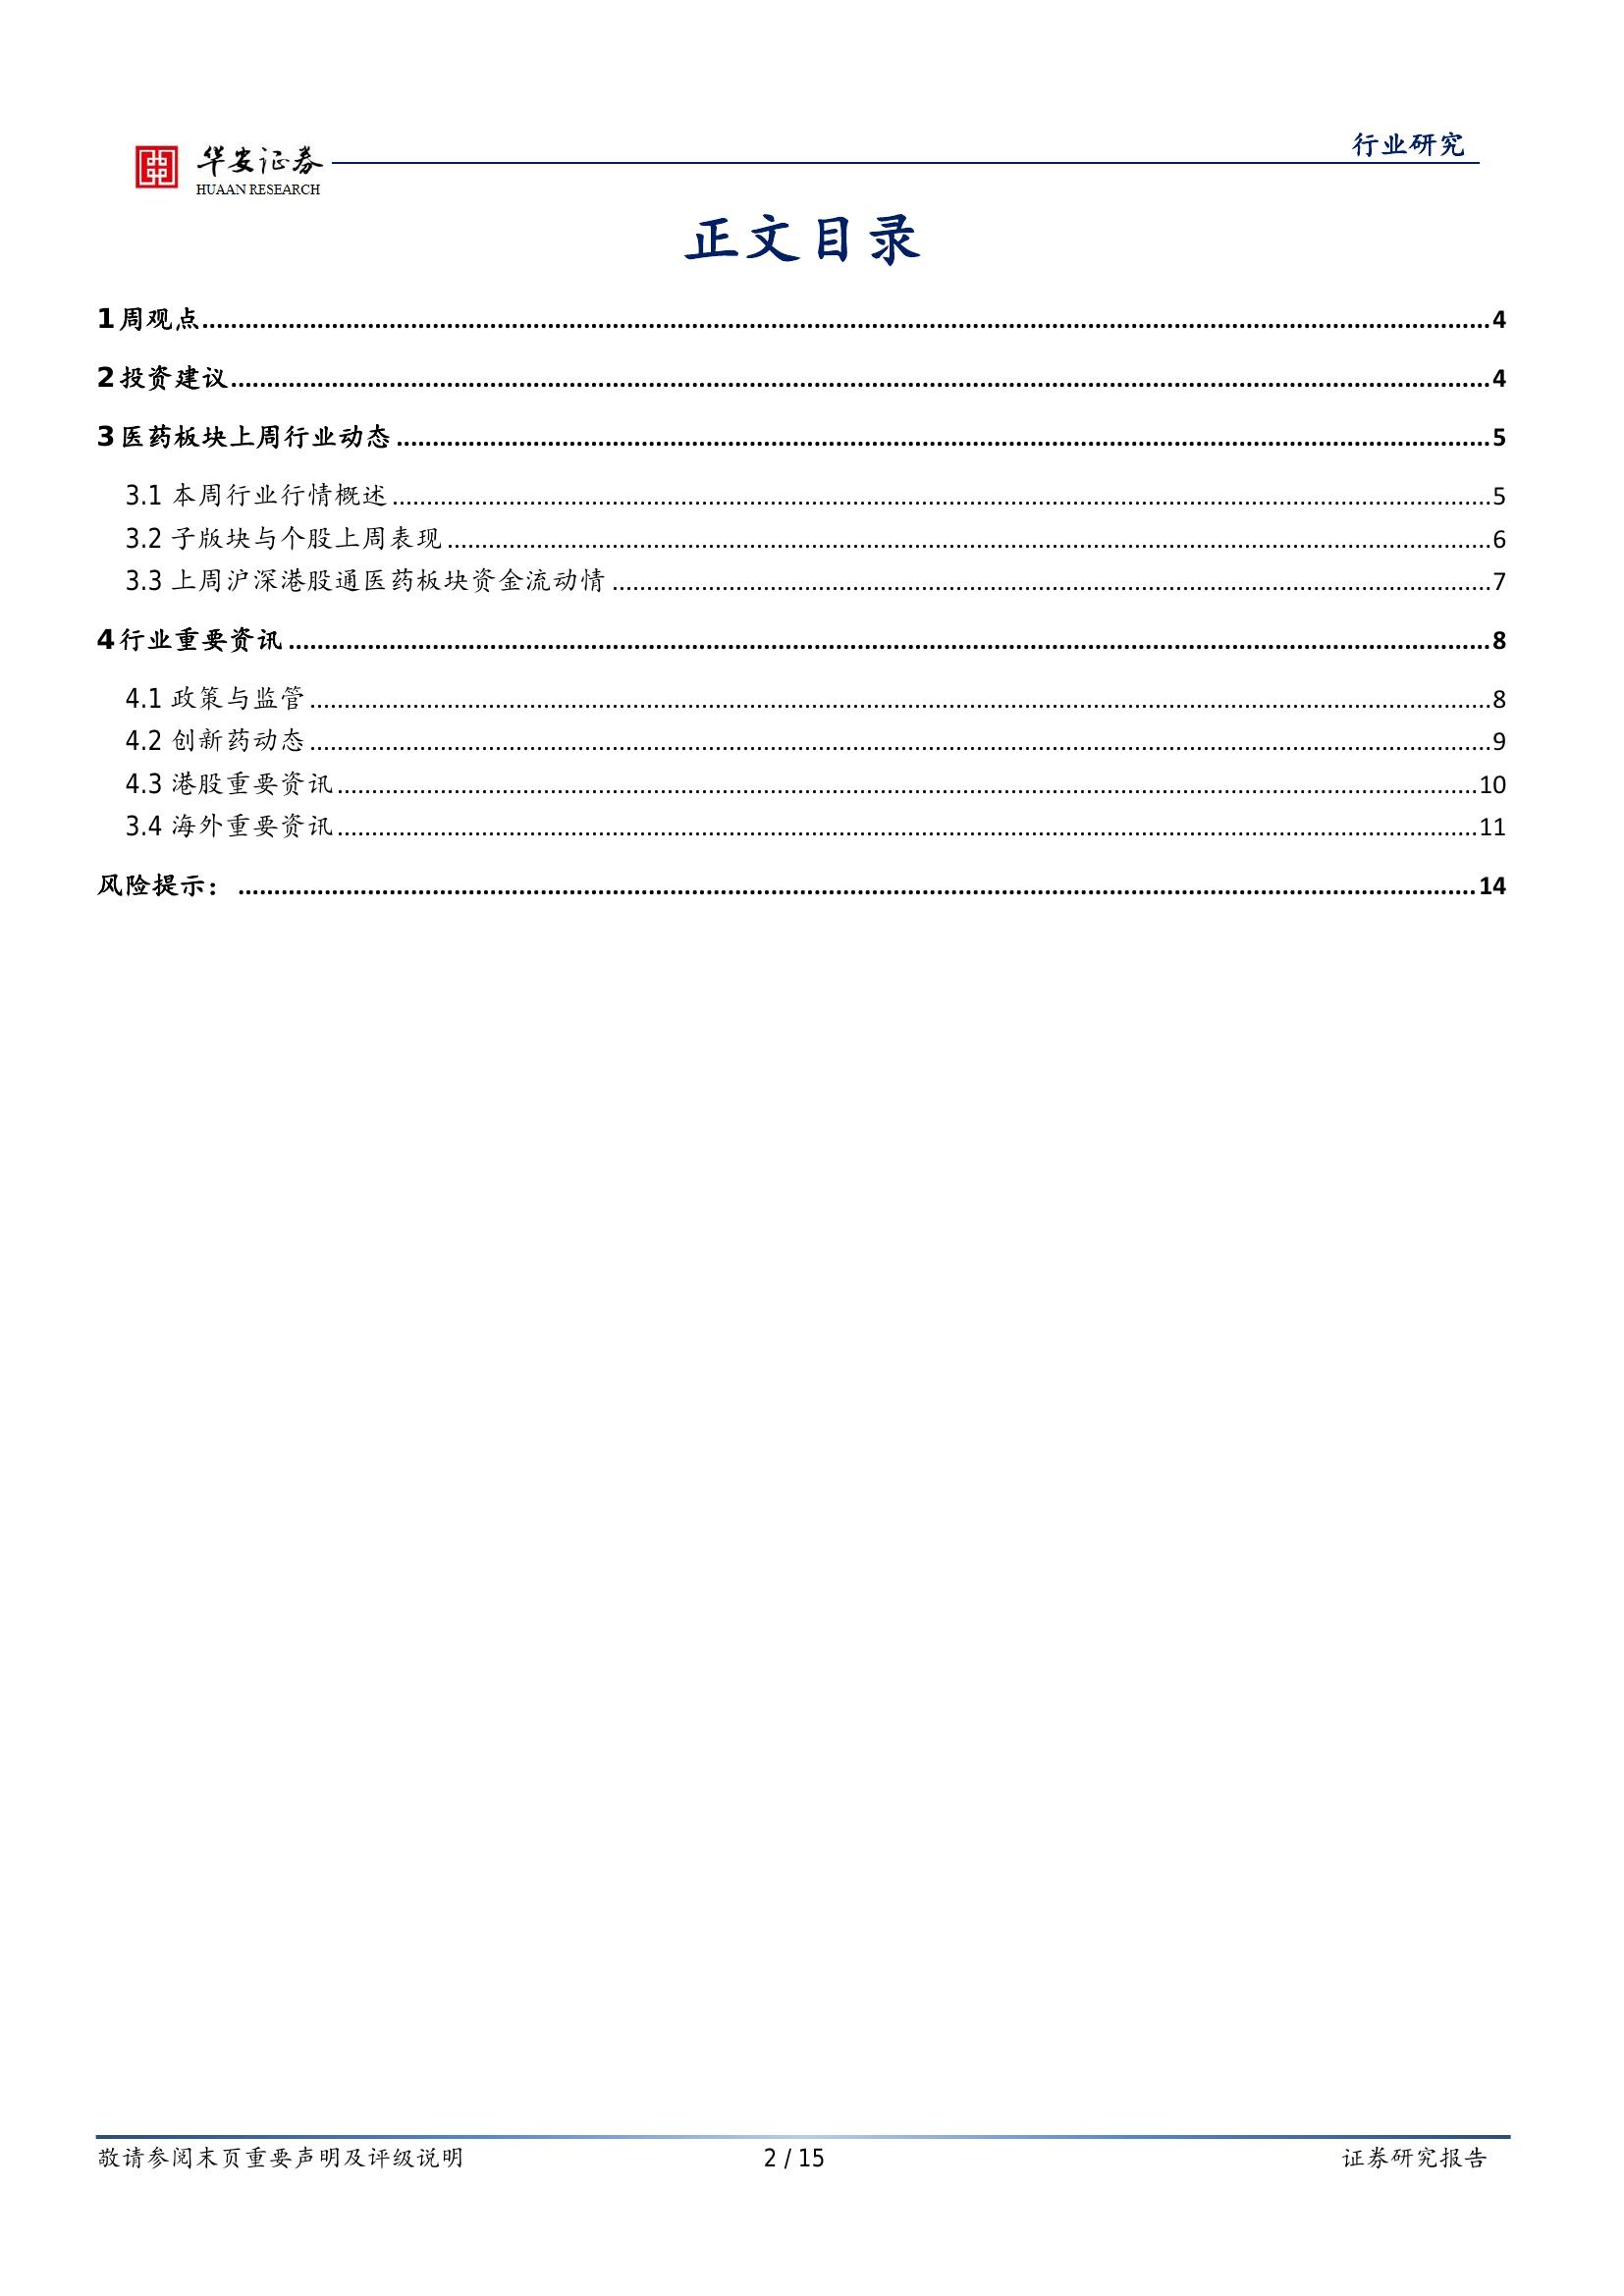 行业研究
华安证券
HUAAN RESEARCH
正文目录
1 周观点 4
2 投资建议 4
3 医药板块上周行业动态 5
3.1 本周行业行情概述 5
3.2 子版块与个股上周表现 6
3.3 上周沪深港股通医药板块资金流动情 7
4 行业重要资讯 8
4.1 政策与监管 8
4.2 创新药动态 9
4.3 港股重要资讯 10
3.4 海外重要资讯 11
风险提示： 14
敬请参阅末页重要声明及评级说明 2 / 15 证券研究报告